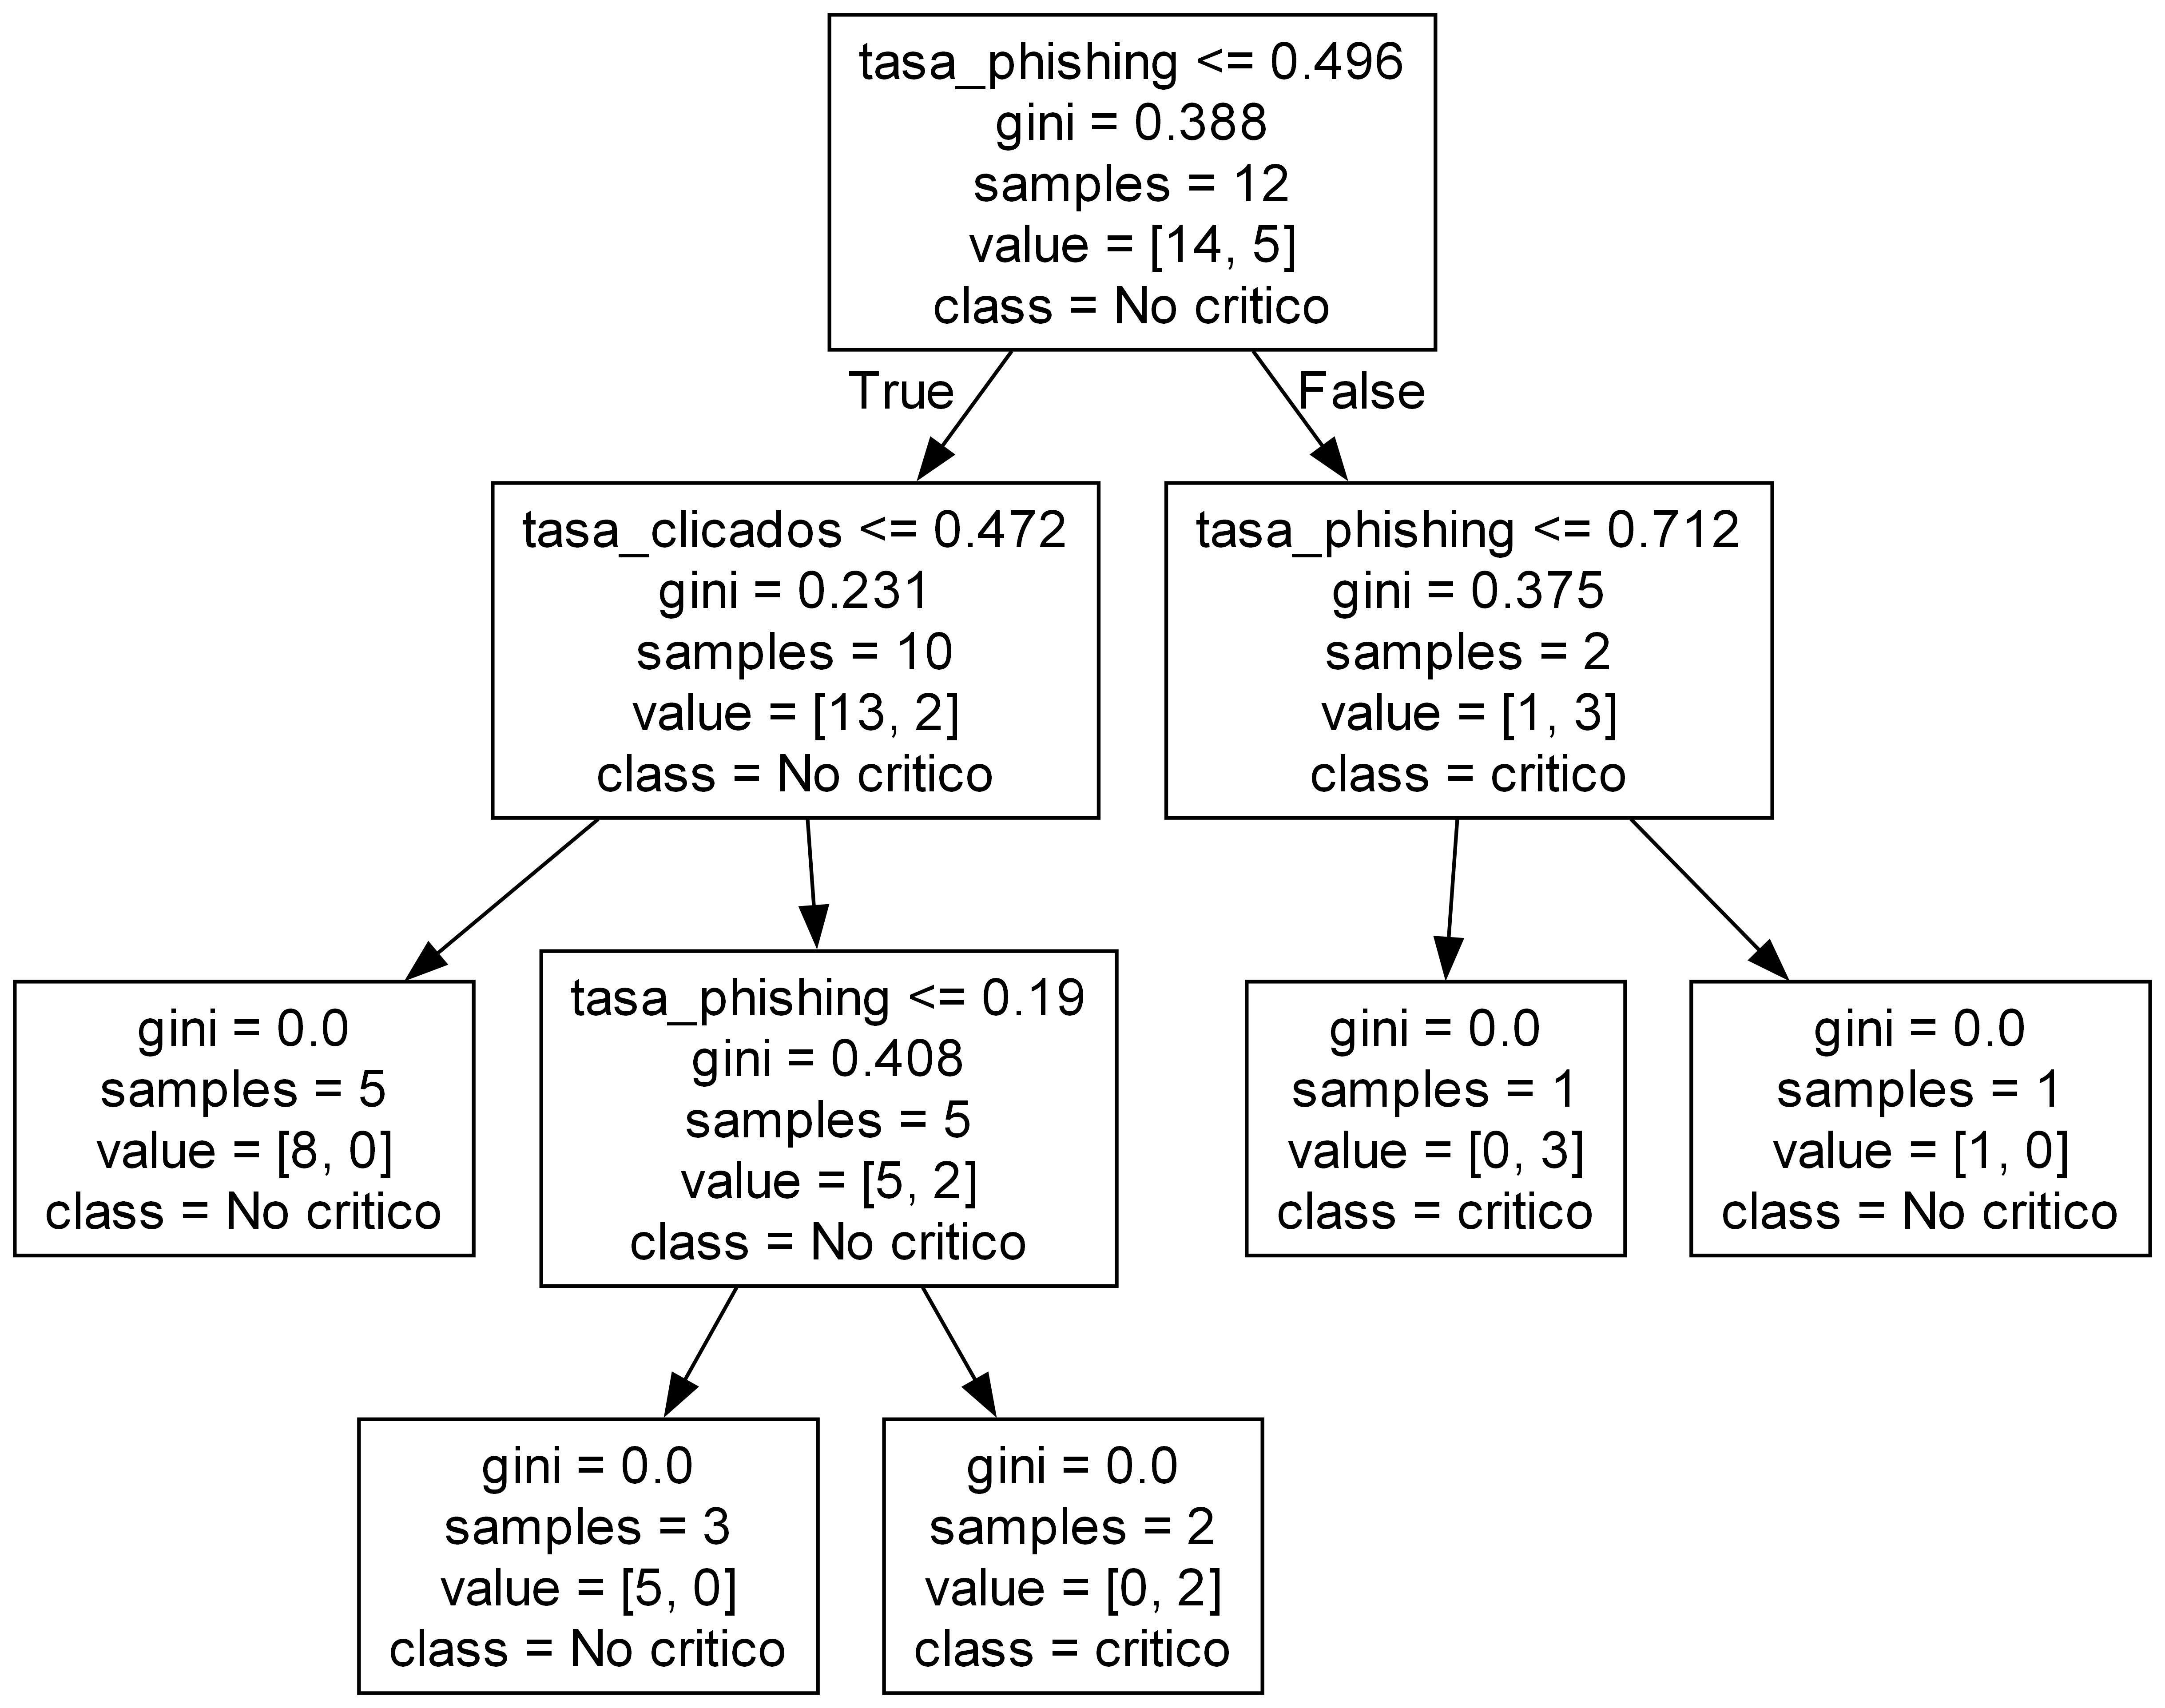 tasa_phishing <= 0.496
gini = 0.388
samples = 12
value = [14, 5]
class = No critico
True
False
tasa_clicados <= 0.472
gini = 0.231
samples = 10
value = [13, 2]
class = No critico
tasa_phishing <= 0.712
gini = 0.375
samples = 2
value = [1, 3]
class = critico
gini = 0.0
samples = 5
value = [8, 0]
class = No critico
tasa_phishing <= 0.19
gini = 0.408
samples = 5
value = [5, 2]
class = No critico
gini = 0.0
samples = 1
value = [0, 3]
class = critico
gini = 0.0
samples = 1
value = [1, 0]
class = No critico
gini = 0.0
samples = 3
value = [5, 0]
class = No critico
gini = 0.0
samples = 2
value = [0, 2]
class = critico